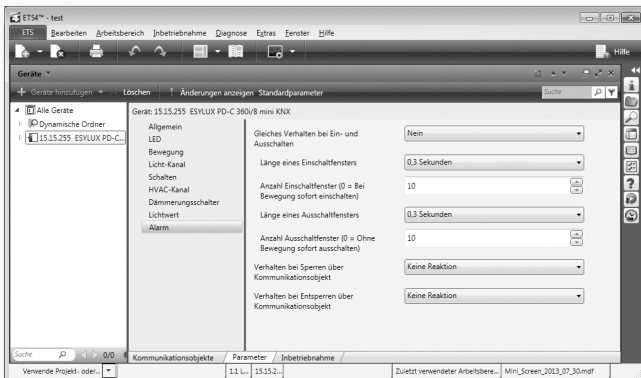 ETS4™ - test
ETS Bearbeiten Arbeitsbereich Inbetriebnahme Diagnose Extras Fenster Hilfe
Hilfe
Geräte
Geräte hinzufügen Löschen ! Änderungen anzeigen Standardparameter Suche
Alle Geräte
Dynamische Ordner
15.15.255 ESYLUX PD-C...
Gerät: 15.15.255 ESYLUX PD-C 360i/8 mini KNX
Allgemein
LED
Bewegung
Licht-Kanal
Schalten
HVAC-Kanal
Dämmerungsschalter
Lichtwert
Alarm
Gleiches Verhalten bei Ein- und
Ausschalten
Nein
Länge eines Einschaltfensters
0,3 Sekunden
Anzahl Einschaltfenster (0 = Bei
Bewegung sofort einschalten)
10
Länge eines Ausschaltfensters
0,3 Sekunden
Anzahl Ausschaltfenster (0 = Ohne
Bewegung sofort ausschalten)
10
Verhalten bei Sperren über
Kommunikationsobjekt
Keine Reaktion
Verhalten bei Entsperren über
Kommunikationsobjekt
Keine Reaktion
Suche 0/0
Kommunikationsobjekte Parameter Inbetriebnahme
Verwende Projekt- oder... 1.1 L... 15.15.2... Zuletzt verwendeter Arbeitsbere... Mini_Screen_2013_07_30.mdf